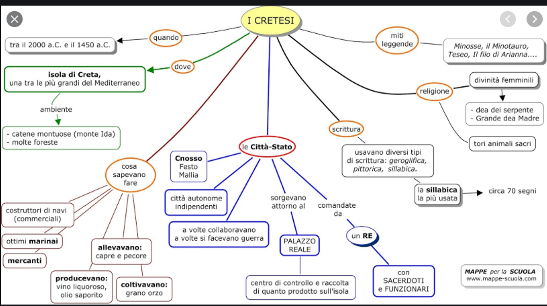 I CRETESI
quando
tra il 2000 a.C. e il 1450 a.C.
dove
isola di Creta,
una tra le più grandi del Mediterraneo
ambiente
- catene montuose (monte Ida)
- molte foreste
miti
leggende
Minosse, il Minotauro,
Teseo, Il filo di Arianna....
religione
divinità femminili
- dea dei serpente
- Grande dea Madre
tori animali sacri
scrittura
usavano diversi tipi
di scrittura: geroglifica,
pittorica, sillabica.
la sillabica
la più usata
circa 70 segni
le Città-Stato
Cnosso
Fasto
Mallia
città autonome
indipendenti
a volte collaboravano
a volte si facevano guerra
sorgevano
attorno al
PALAZZO
REALE
centro di controllo e raccolta
di quanto prodotto sull'isola
comandate
da
un RE
con
SACERDOTI
e FUNZIONARI
cosa
sapevano
fare
costruttori di navi
(commerciali)
ottimi marinai
mercanti
allevavano:
capre e pecore
producevano:
vino liquoroso,
olio saporito
coltivavano:
grano orzo
MAPPE per la SCUOLA
www.mappe-scuola.com